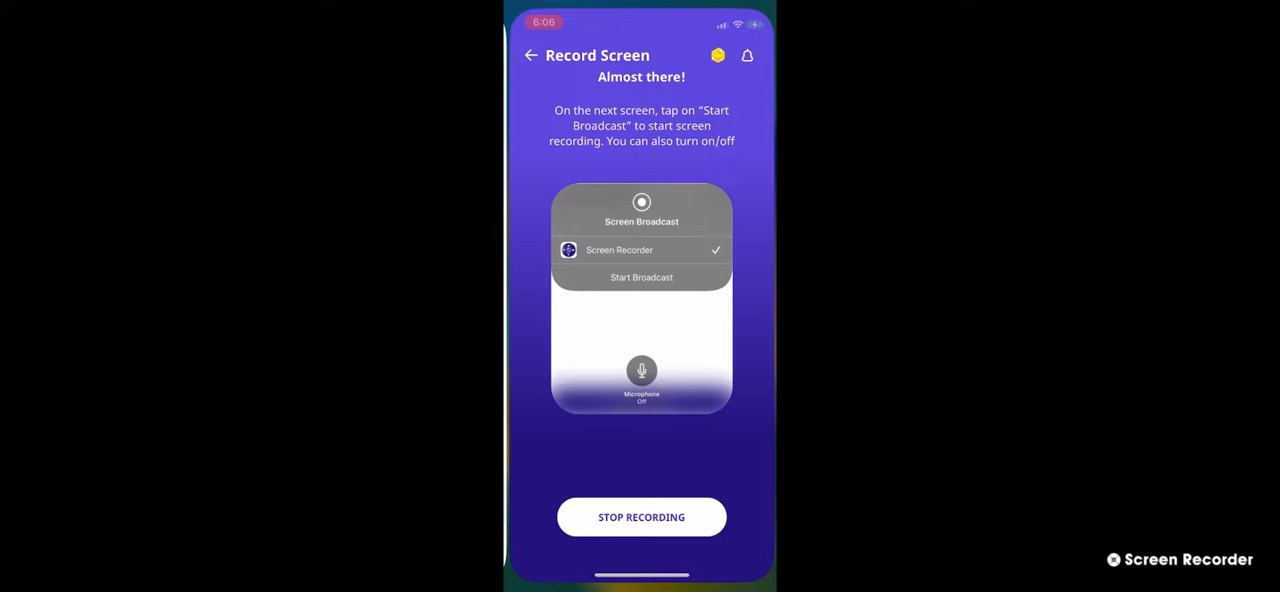 6:06
Record Screen
Almost there!
On the next screen, tap on “Start
Broadcast” to start screen
recording. You can also turn on/off
Screen Broadcast
Screen Recorder
Start Broadcast
Microphone
Off
STOP RECORDING
Screen Recorder